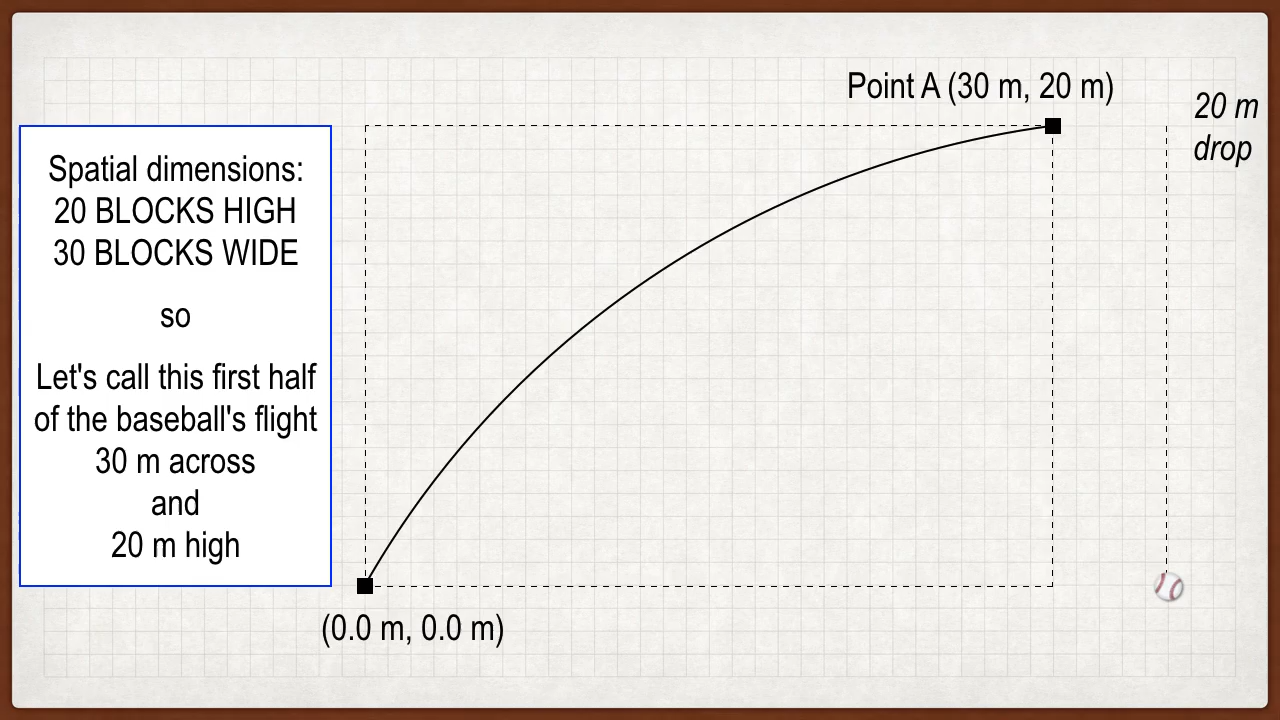 Point A (30 m, 20 m)
20 m
drop
Spatial dimensions:
20 BLOCKS HIGH
30 BLOCKS WIDE
so
Let's call this first half
of the baseball's flight
30 m across
and
20 m high
(0.0 m, 0.0 m)